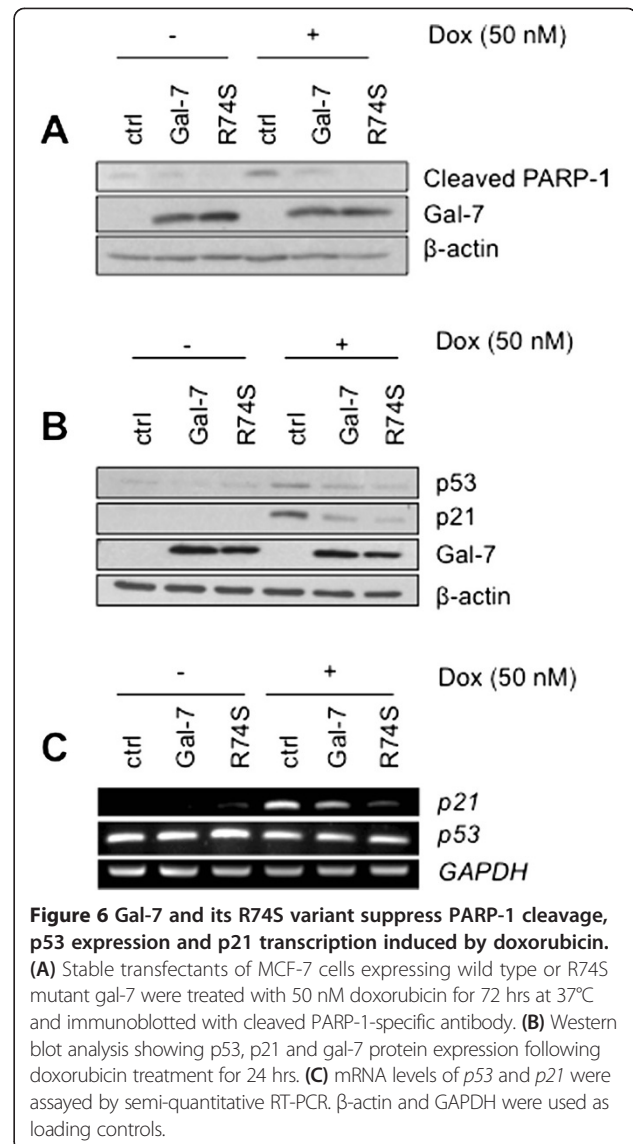 - + Dox (50 nM)
ctrl Gal-7 R74S ctrl Gal-7 R74S
A
Cleaved PARP-1
Gal-7
β-actin
- + Dox (50 nM)
ctrl Gal-7 R74S ctrl Gal-7 R74S
B
p53
p21
Gal-7
β-actin
- + Dox (50 nM)
ctrl Gal-7 R74S ctrl Gal-7 R74S
C
p21
p53
GAPDH
Figure 6 Gal-7 and its R74S variant suppress PARP-1 cleavage,
p53 expression and p21 transcription induced by doxorubicin.
(A) Stable transfectants of MCF-7 cells expressing wild type or R74S
mutant gal-7 were treated with 50 nM doxorubicin for 72 hrs at 37°C
and immunoblotted with cleaved PARP-1-specific antibody. (B) Western
blot analysis showing p53, p21 and gal-7 protein expression following
doxorubicin treatment for 24 hrs. (C) mRNA levels of p53 and p21 were
assayed by semi-quantitative RT-PCR. β-actin and GAPDH were used as
loading controls.